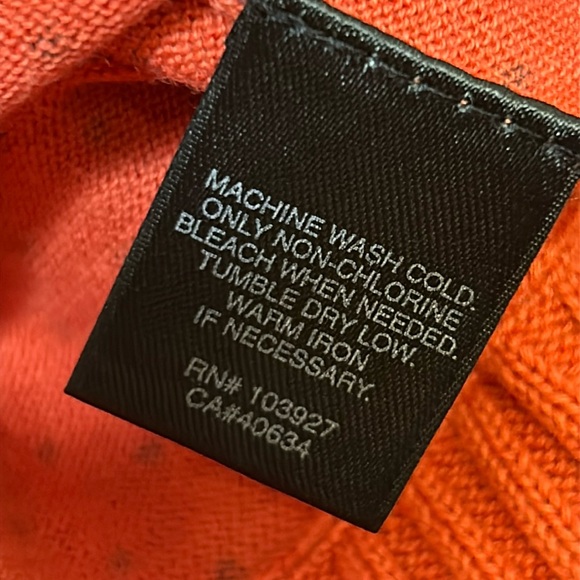 MACHINE WASH COLD.
ONLY NON-CHLORINE
BLEACH WHEN NEEDED.
TUMBLE DRY LOW.
WARM IRON
IF NECESSARY.
RN# 103927
CA#40634